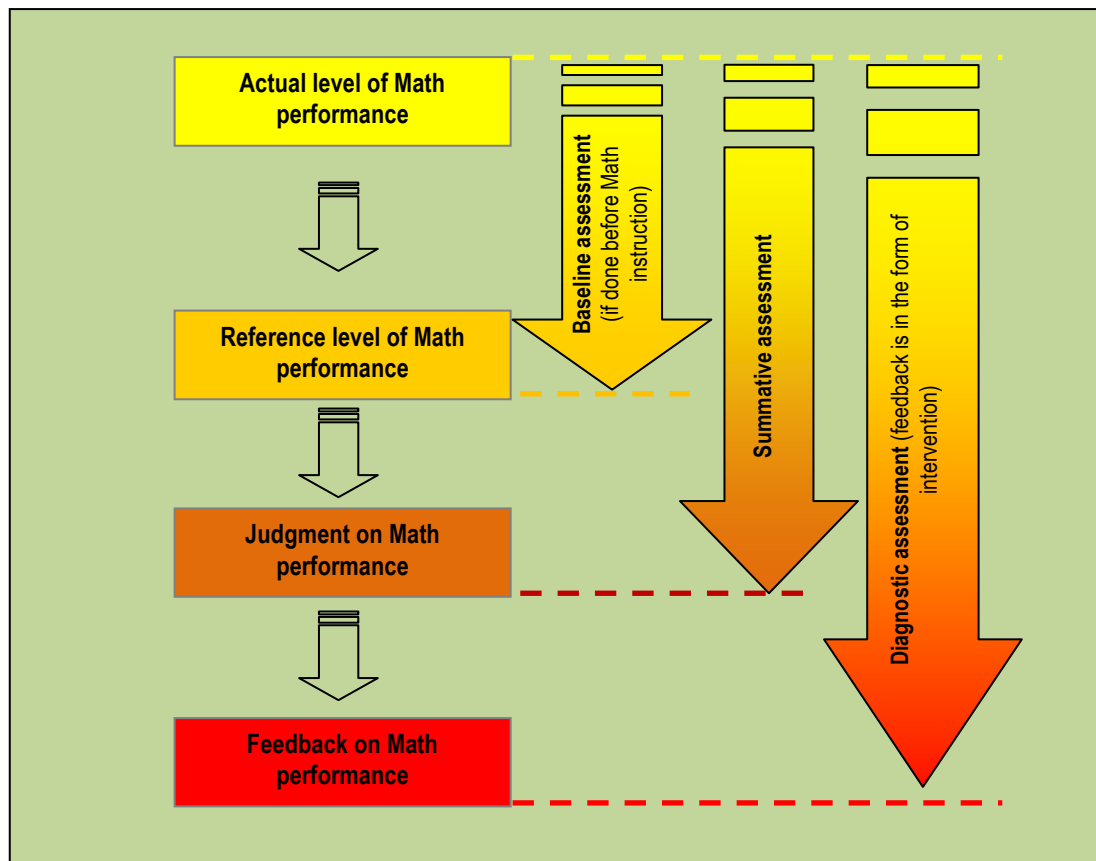 Actual level of Math
performance
Reference level of Math
performance
Judgment on Math
performance
Feedback on Math
performance
Baseline assessment
(if done before Math
instruction)
Summative assessment
Diagnostic assessment (feedback is in the form of
intervention)